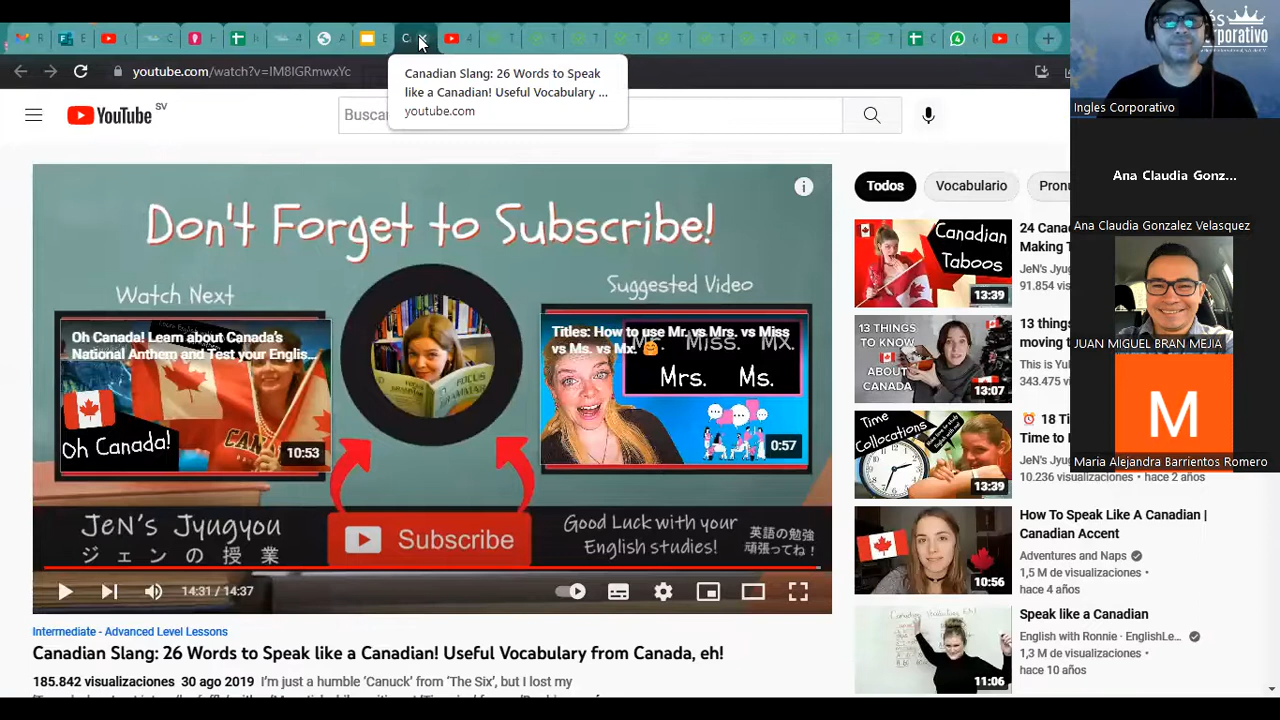 youtube.com/watch?v=IM8IGRmwxYc
Canadian Slang: 26 Words to Speak
like a Canadian! Useful Vocabulary ...
youtube.com
YouTube SV
Busca
Don't Forget to Subscribe!
Watch Next
Suggested Video
Oh Canada! Learn about Canada's
National Anthem and Test your Englis...
Oh Canada!
10:53
Titles: How to use Mr. vs Mrs. vs Miss
vs Ms. vs Mx.
Miss. Mx.
Mrs. Ms.
0:57
FOCUS
GRAMMAR
JeN's Jyugyou
ジェンの授業
Subscribe
Good Luck with your
English studies!
英語の勉強
頑張ってね!
14:31 / 14:37
Intermediate - Advanced Level Lessons
Canadian Slang: 26 Words to Speak like a Canadian! Useful Vocabulary from Canada, eh!
185.842 visualizaciones 30 ago 2019 I'm just a humble 'Canuck' from 'The Six', but I lost my
Todos
Vocabulario
Pronu
Canadian
Taboos
13:39
24 Cana
Making T
JeN's Jyug
91.854 vis
13 THINGS
TO KNOW
ABOUT
CANADA
13:07
13 things
moving t
This is Yul
343.475 vi
Time
Collocations
13:39
18 Ti
Time to
JeN's Jyu
10.236 visualizaciones • hace 2 años
10:56
How To Speak Like A Canadian |
Canadian Accent
Adventures and Naps
1,5 M de visualizaciones •
hace 4 años
11:06
Speak like a Canadian
English with Ronnie · EnglishLe...
1,3 M de visualizaciones •
hace 10 años
Corporativo
Ingles Corporativo
Ana Claudia Gonz...
Ana Claudia Gonzalez Velasquez
JUAN MIGUEL BRAN MEJIA
M
Maria Alejandra Barrientos Romero